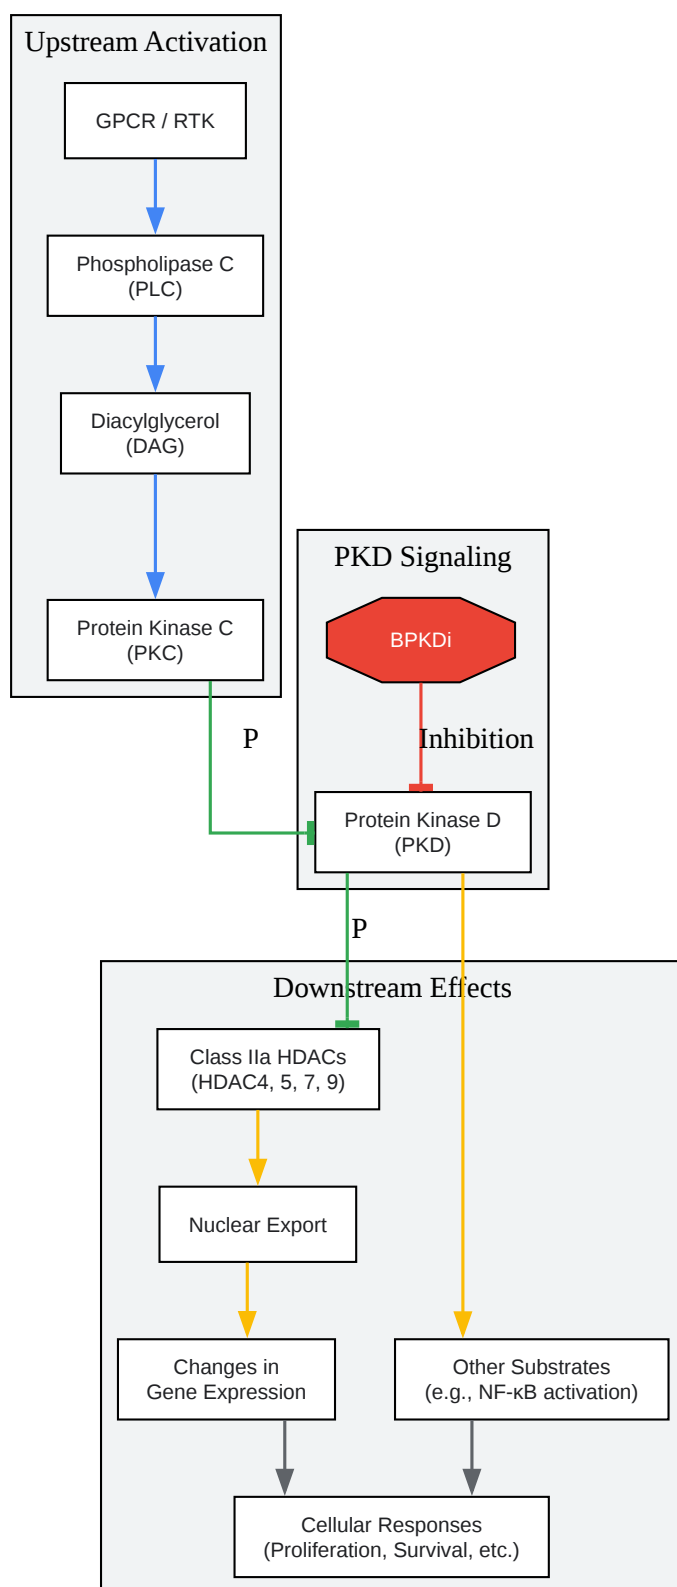 Upstream Activation
GPCR / RTK
Phospholipase C
(PLC)
Diacylglycerol
(DAG)
Protein Kinase C
(PKC)
P
PKD Signaling
BPKDi
Inhibition
Protein Kinase D
(PKD)
P
Downstream Effects
Class IIa HDACs
(HDAC4, 5, 7, 9)
Nuclear Export
Changes in
Gene Expression
Other Substrates
(e.g., NF-κB activation)
Cellular Responses
(Proliferation, Survival, etc.)